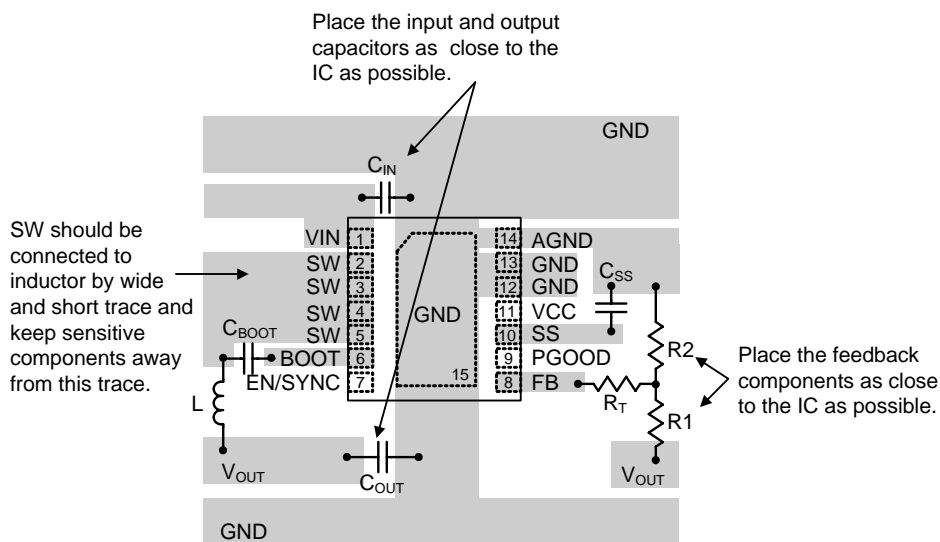 Place the input and output
capacitors as close to the
IC as possible.
GND
CIN
SW should be
connected to
inductor by wide
and short trace and
keep sensitive
components away
from this trace.
VIN 1
SW 2
SW 3
SW 4
SW 5
BOOT 6
EN/SYNC 7
GND
15
14 AGND
13 GND
12 GND
11 VCC
10 SS
9 PGOOD
8 FB
CSS
CBOOT
L
VOUT
RT
R2
R1
VOUT
Place the feedback
components as close
to the IC as possible.
COUT
GND